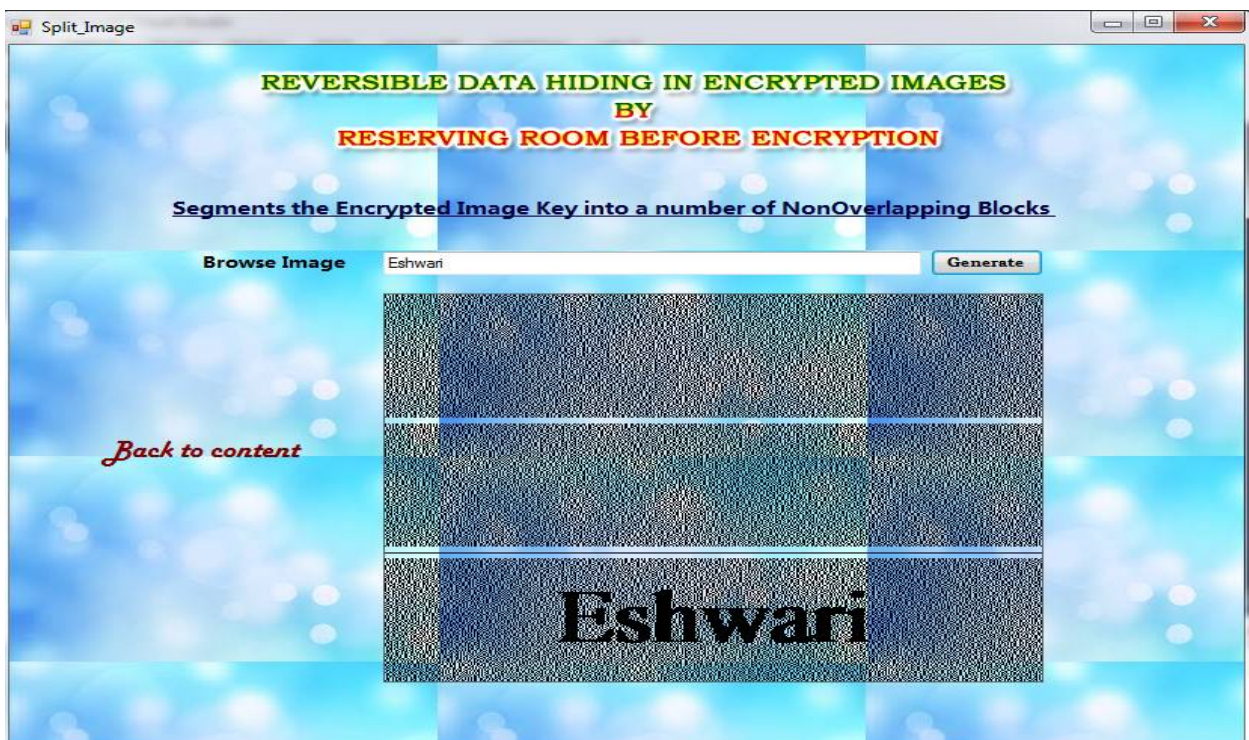 Split_Image
REVERSIBLE DATA HIDING IN ENCRYPTED IMAGES
BY
RESERVING ROOM BEFORE ENCRYPTION
Segments the Encrypted Image Key into a number of NonOverlapping Blocks
Browse Image Eshwari Generate
Back to content
Eshwari